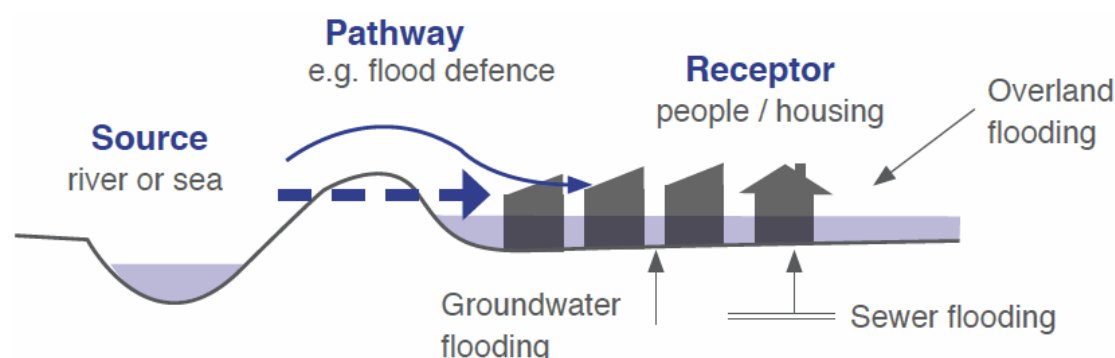 Pathway
e.g. flood defence
Source
river or sea
Receptor
people / housing
Overland
flooding
Groundwater
flooding
Sewer flooding